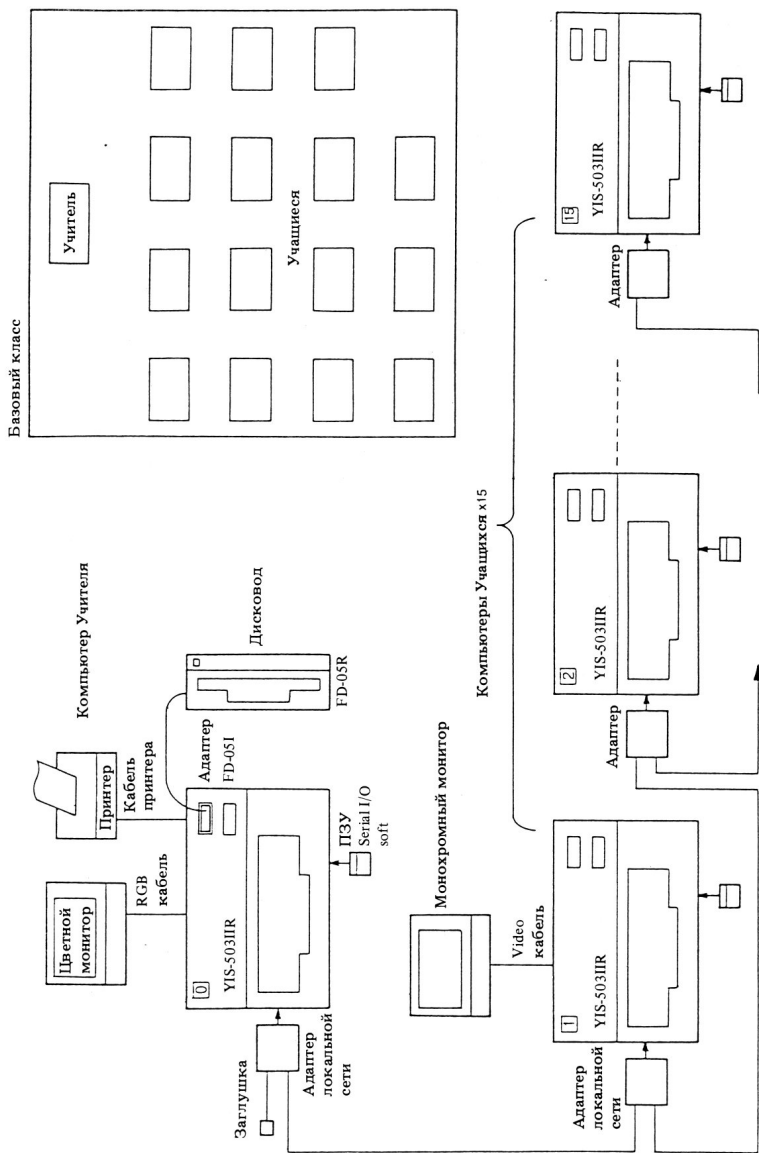 Базовый класс
Учитель
Учащиеся
Компьютер Учителя
Цветной
монитор
RGB
кабель
Принтер
Кабель
принтера
Адаптер
FD-05I
Дисковод
FD-05R
0
YIS-503IIR
ПЗУ
Serial I/O
soft
Заглушка
Адаптер
локальной
сети
Монохромный монитор
Video
кабель
Компьютеры Учащихся x15
1
YIS-503IIR
Адаптер
локальной
сети
2
YIS-503IIR
Адаптер
15
YIS-503IIR
Адаптер